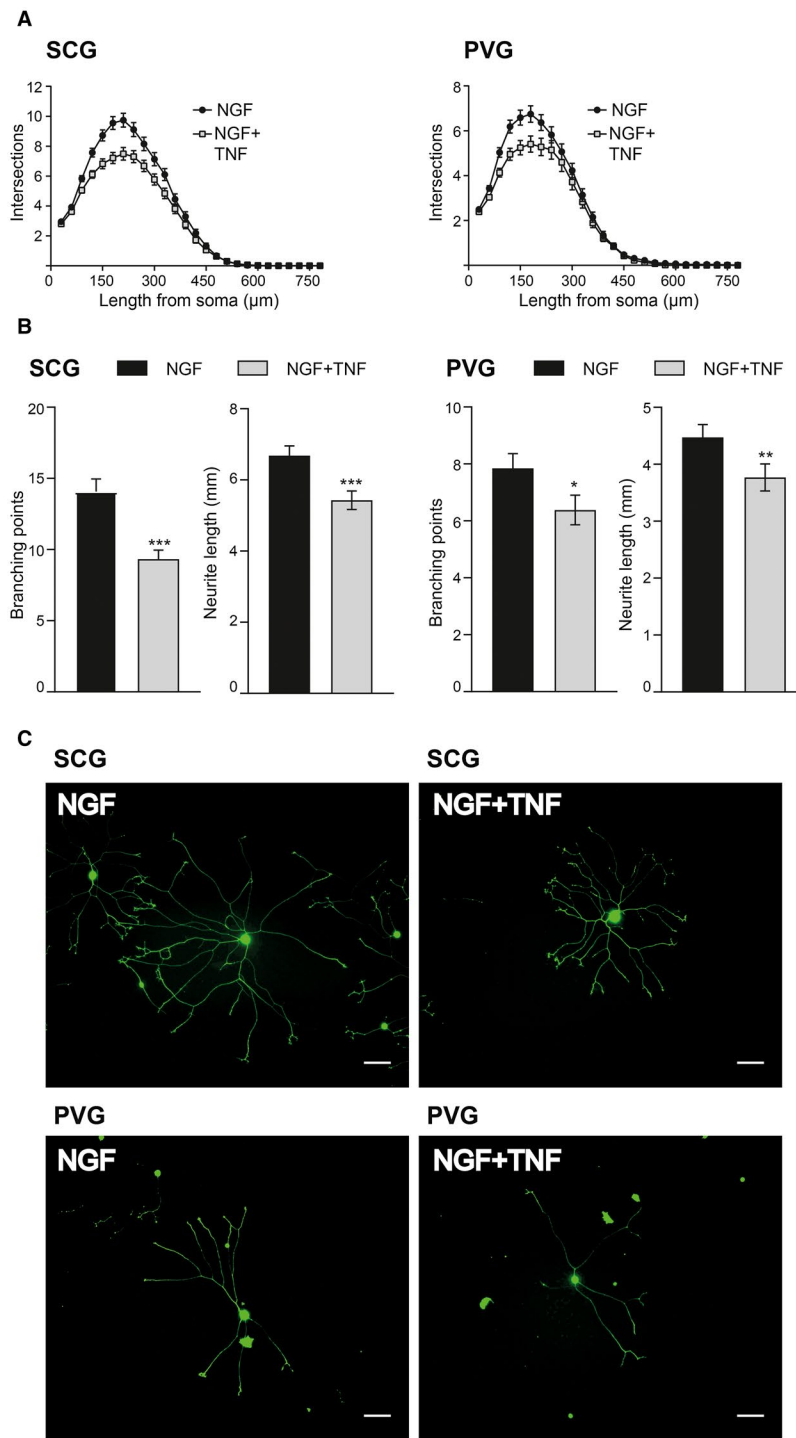 A
SCG
PVG
12
10
8
6
4
2
Intersections
NGF
NGF+
TNF
0 150 300 450 600 750
Length from soma (μm)
8
6
4
2
Intersections
NGF
NGF+
TNF
0 150 300 450 600 750
Length from soma (μm)
B
SCG NGF NGF+TNF
PVG NGF NGF+TNF
20
15
10
5
0
Branching points
***
8
6
4
2
0
Neurite length (mm)
***
10
8
6
4
2
0
Branching points
*
5
4
3
2
1
0
Neurite length (mm)
**
C
SCG
NGF
SCG
NGF+TNF
PVG
NGF
PVG
NGF+TNF